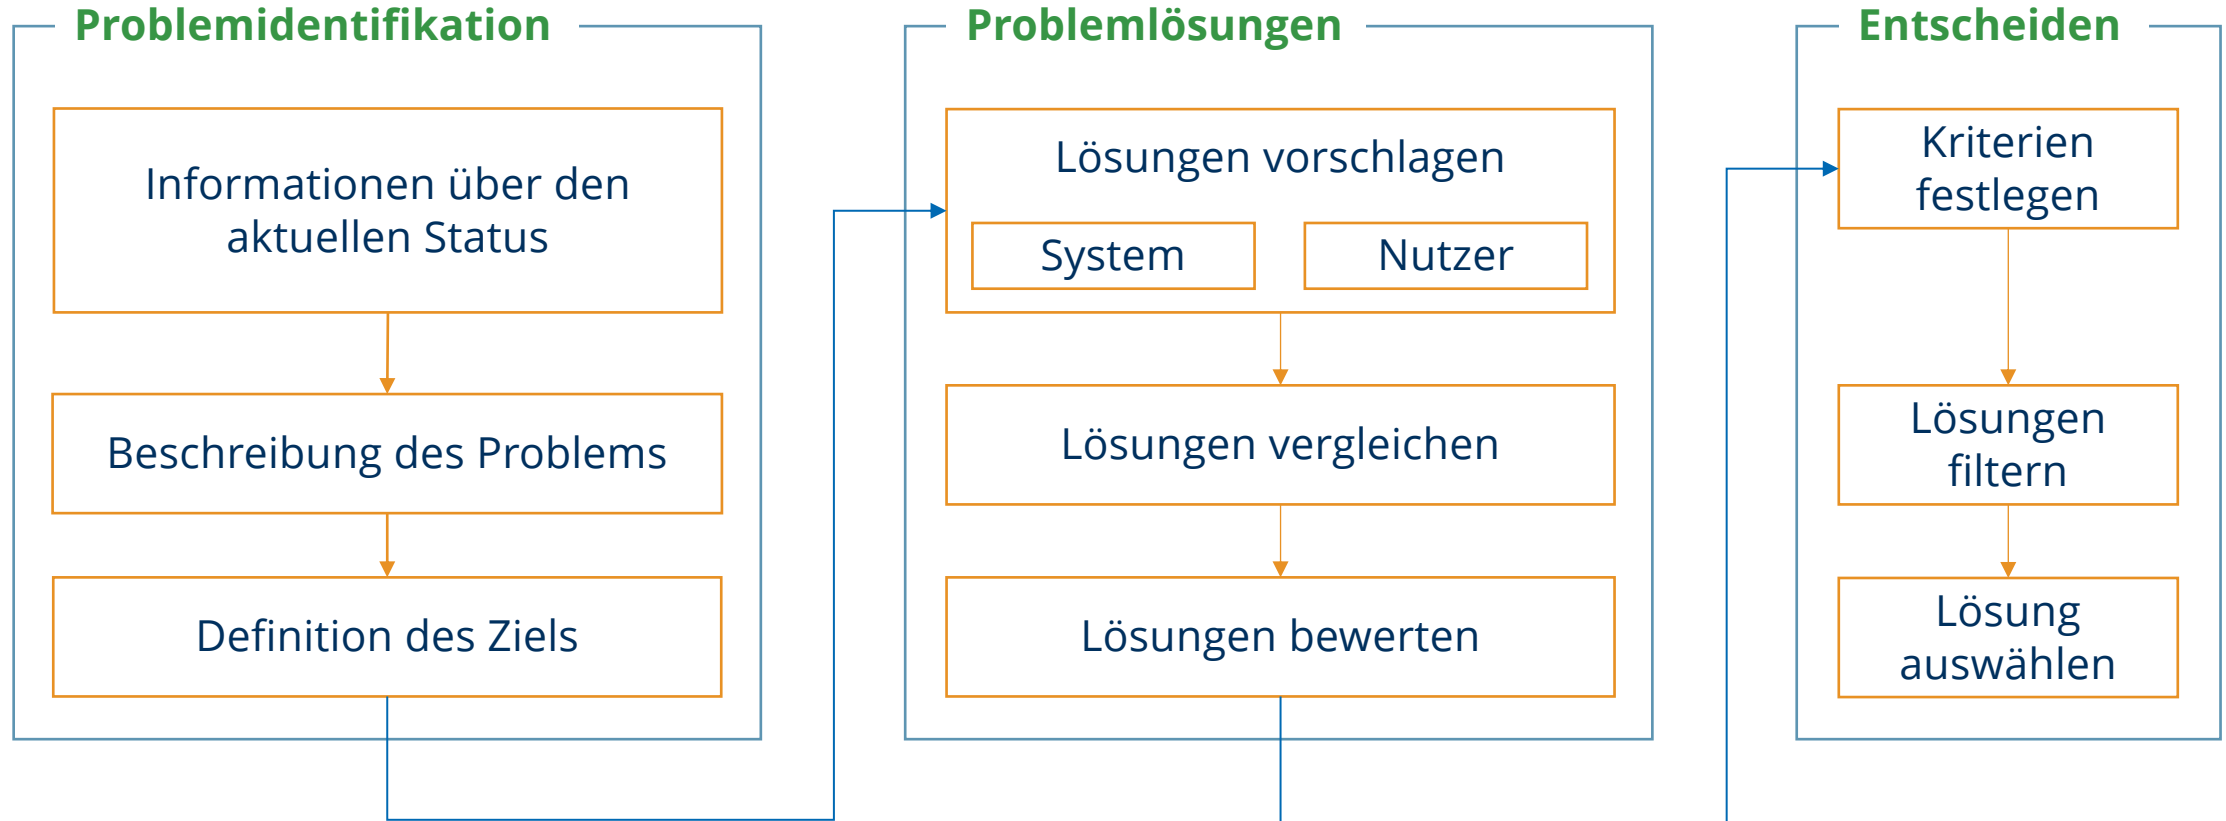 Problemidentifikation
Informationen über den
aktuellen Status
Beschreibung des Problems
Definition des Ziels
Problemlösungen
Lösungen vorschlagen
System
Nutzer
Lösungen vergleichen
Lösungen bewerten
Entscheiden
Kriterien
festlegen
Lösungen
filtern
Lösung
auswählen